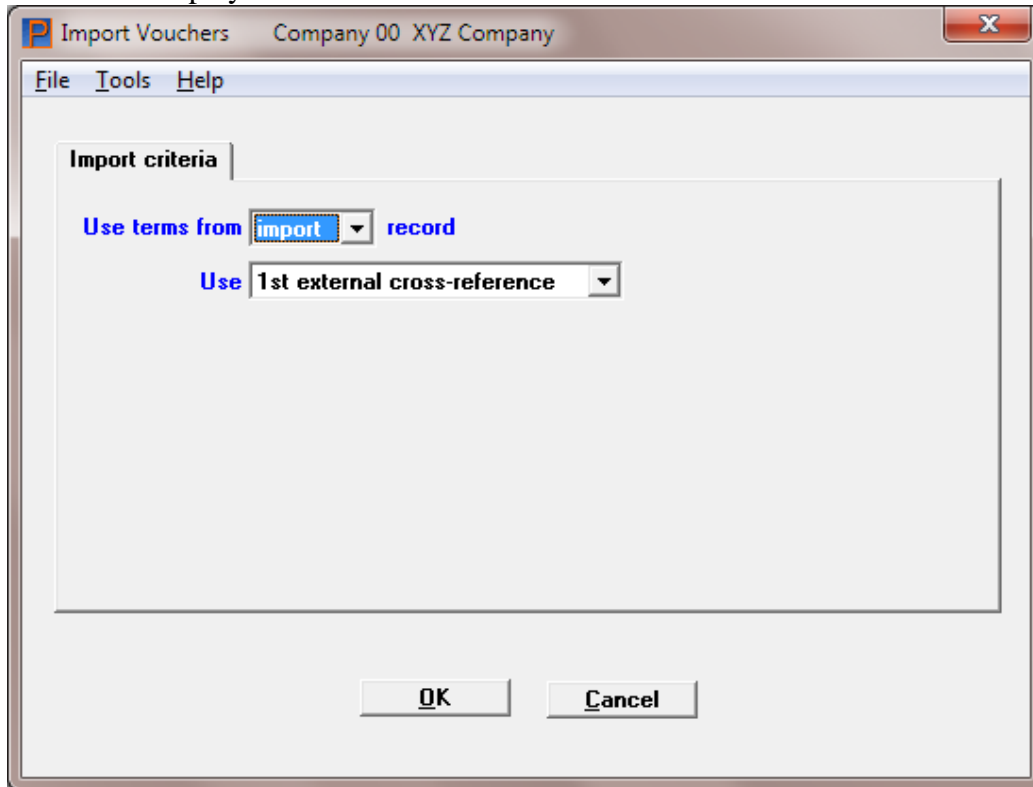 Import Vouchers Company 00 XYZ Company
File Tools Help
Import criteria
Use terms from import record
Use 1st external cross-reference
OK Cancel